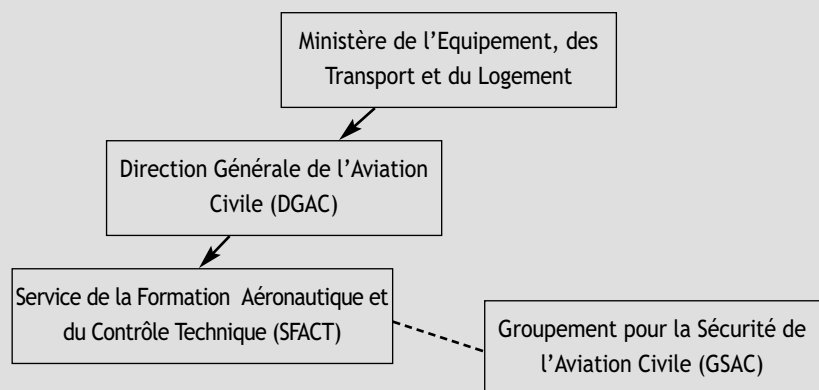 Ministère de l’Equipement, des
Transport et du Logement
Direction Générale de l’Aviation
Civile (DGAC)
Service de la Formation Aéronautique et
du Contrôle Technique (SFACT)
Groupement pour la Sécurité de
l’Aviation Civile (GSAC)